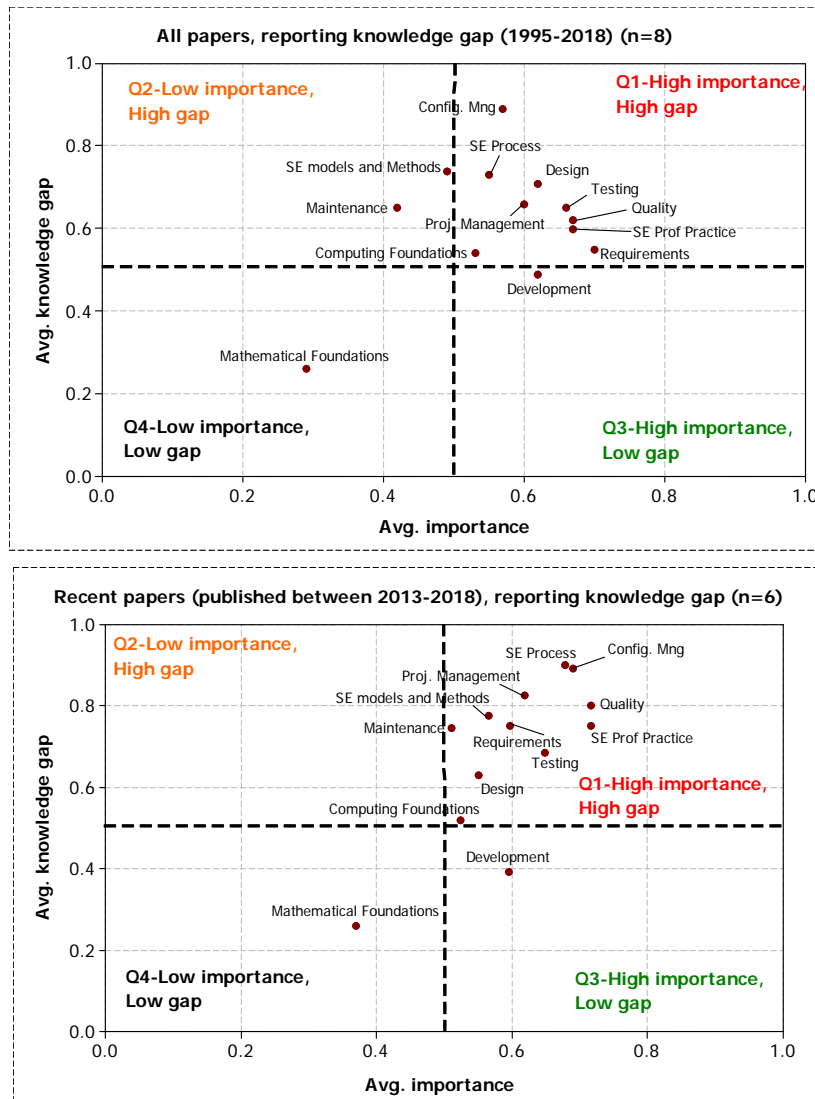 All papers, reporting knowledge gap (1995-2018) (n=8)
1.0
Q2-Low importance,
High gap
Q1-High importance,
High gap
Config. Mng
0.8
SE Process
SE models and Methods
Design
Testing
Maintenance
Quality
0.6
Proj. Management
SE Prof Practice
Computing Foundations
Requirements
Development
0.4
Mathematical Foundations
0.2
Q4-Low importance,
Low gap
Q3-High importance,
Low gap
0.0
0.0
0.2
0.4
0.6
0.8
1.0
Avg. knowledge gap
Avg. importance
Recent papers (published between 2013-2018), reporting knowledge gap (n=6)
1.0
Q2-Low importance,
High gap
SE Process
Config. Mng
Proj. Management
0.8
SE models and Methods
Quality
Maintenance
Requirements
SE Prof Practice
Testing
0.6
Design
Q1-High importance,
High gap
Computing Foundations
Development
0.4
Mathematical Foundations
0.2
Q4-Low importance,
Low gap
Q3-High importance,
Low gap
0.0
0.0
0.2
0.4
0.6
0.8
1.0
Avg. knowledge gap
Avg. importance